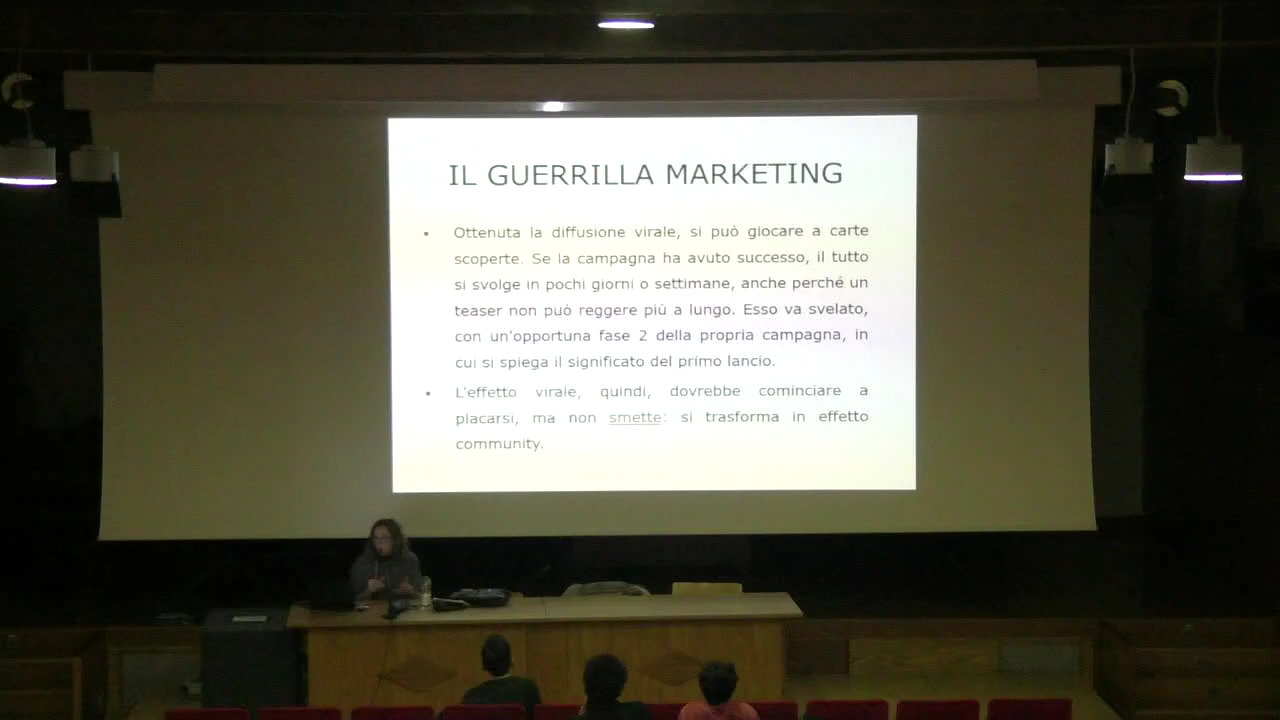 IL GUERRILLA MARKETING
• Ottenuta la diffusione virale, si può giocare a carte
scoperte. Se la campagna ha avuto successo, il tutto
si svolge in pochi giorni o settimane, anche perché un
teaser non può reggere più a lungo. Esso va svelato,
con un'opportuna fase 2 della propria campagna, in
cui si spiega il significato del primo lancio.
• L'effetto virale, quindi, dovrebbe cominciare a
placarsi, ma non smette: si trasforma in effetto
community.